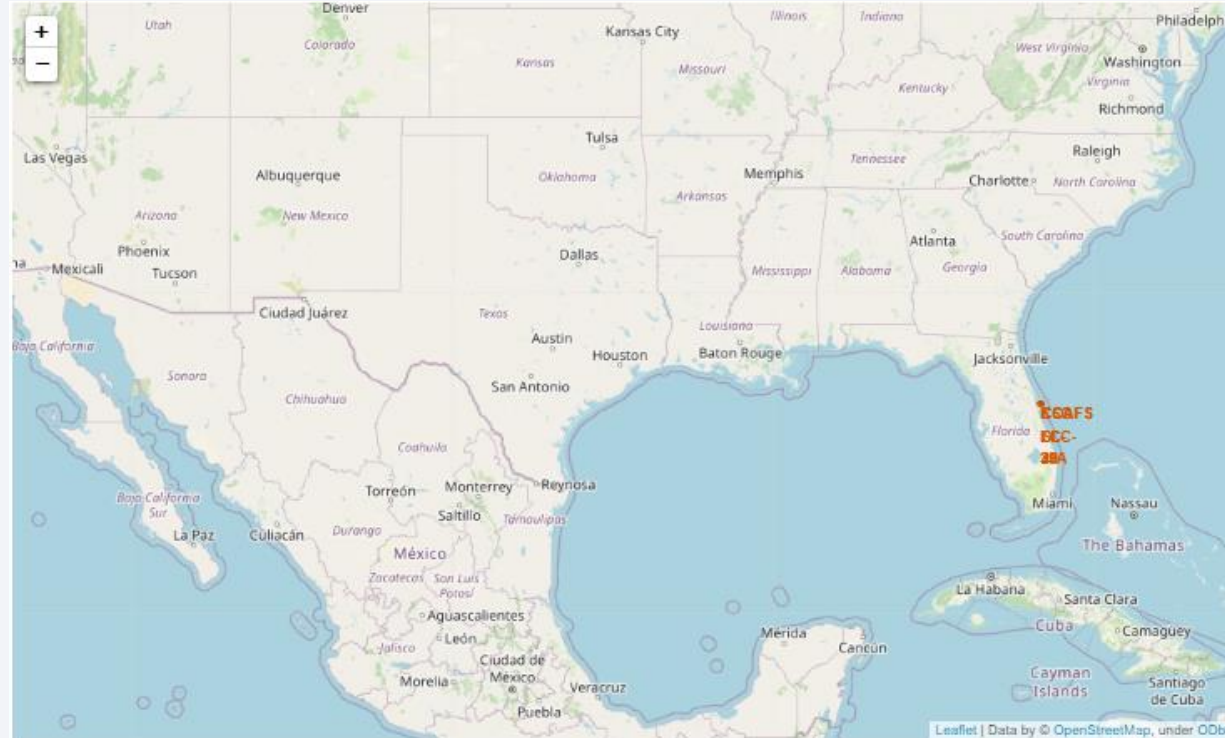 +
−
Denver
Utah
Colorado
Kansas City
Kansas
Missouri
Illinois
Indiana
Philadelph
West Virginia
Washington
Virginia
Richmond
Kentucky
Las Vegas
Albuquerque
New Mexico
Arizona
Phoenix
Tucson
Mexicali
na
Tulsa
Oklahoma
Arkansas
Memphis
Tennessee
Raleigh
Charlotte
North Carolina
South Carolina
Atlanta
Georgia
Alabama
Mississippi
Dallas
Texas
Ciudad Juárez
Austin
Houston
San Antonio
Louisiana
Baton Rouge
Jacksonville
Florida
Miami
Baja California
Sonora
Chihuahua
Coahuila
Baja California
Sur
La Paz
Culiacán
Torreón
Durango
Monterrey
Saltillo
Reynosa
Tamaulipas
México
Zacatecas
San Luis
Potosí
Aguascalientes
León
Jalisco
Ciudad de
México
Morelia
Puebla
Veracruz
Mérida
Cancún
Nassau
The Bahamas
La Habana
Santa Clara
Cuba
Camagüey
Cayman
Islands
Santiago
de Cuba
Leaflet | Data by © OpenStreetMap, under ODb